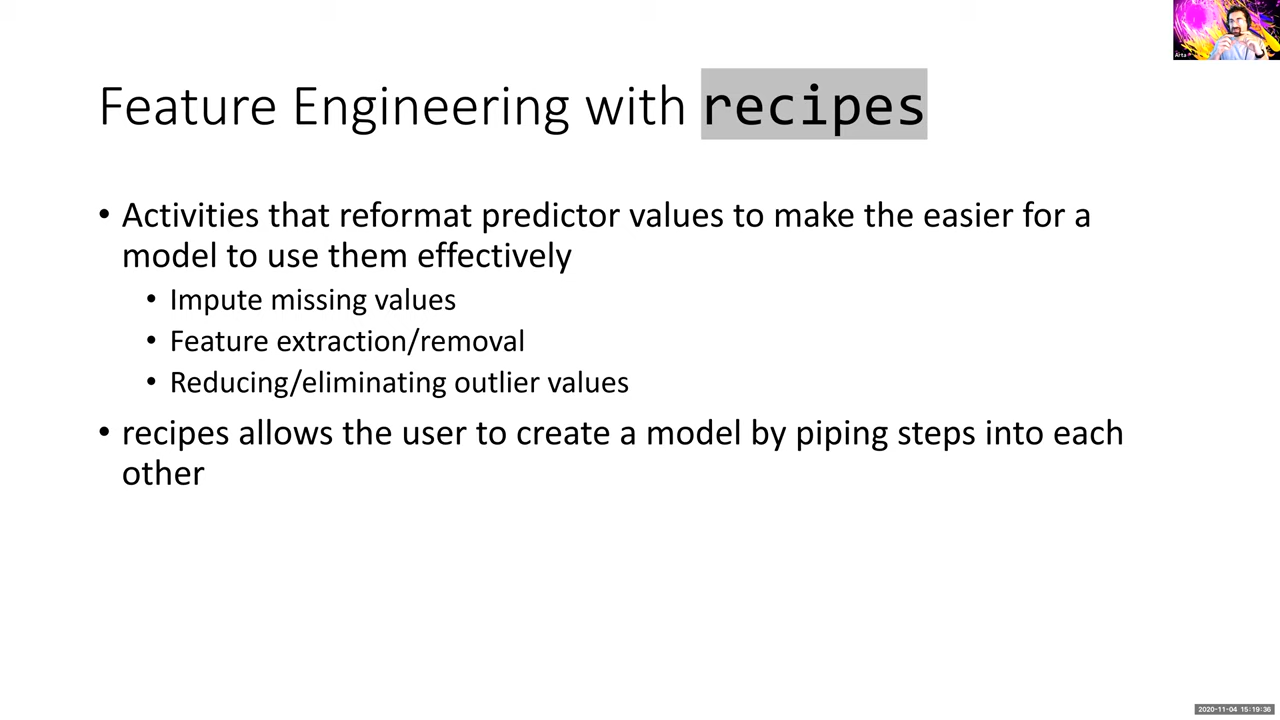 Feature Engineering with recipes
• Activities that reformat predictor values to make the easier for a
model to use them effectively
• Impute missing values
• Feature extraction/removal
• Reducing/eliminating outlier values
• recipes allows the user to create a model by piping steps into each
other
2020-11-04 15:19:36